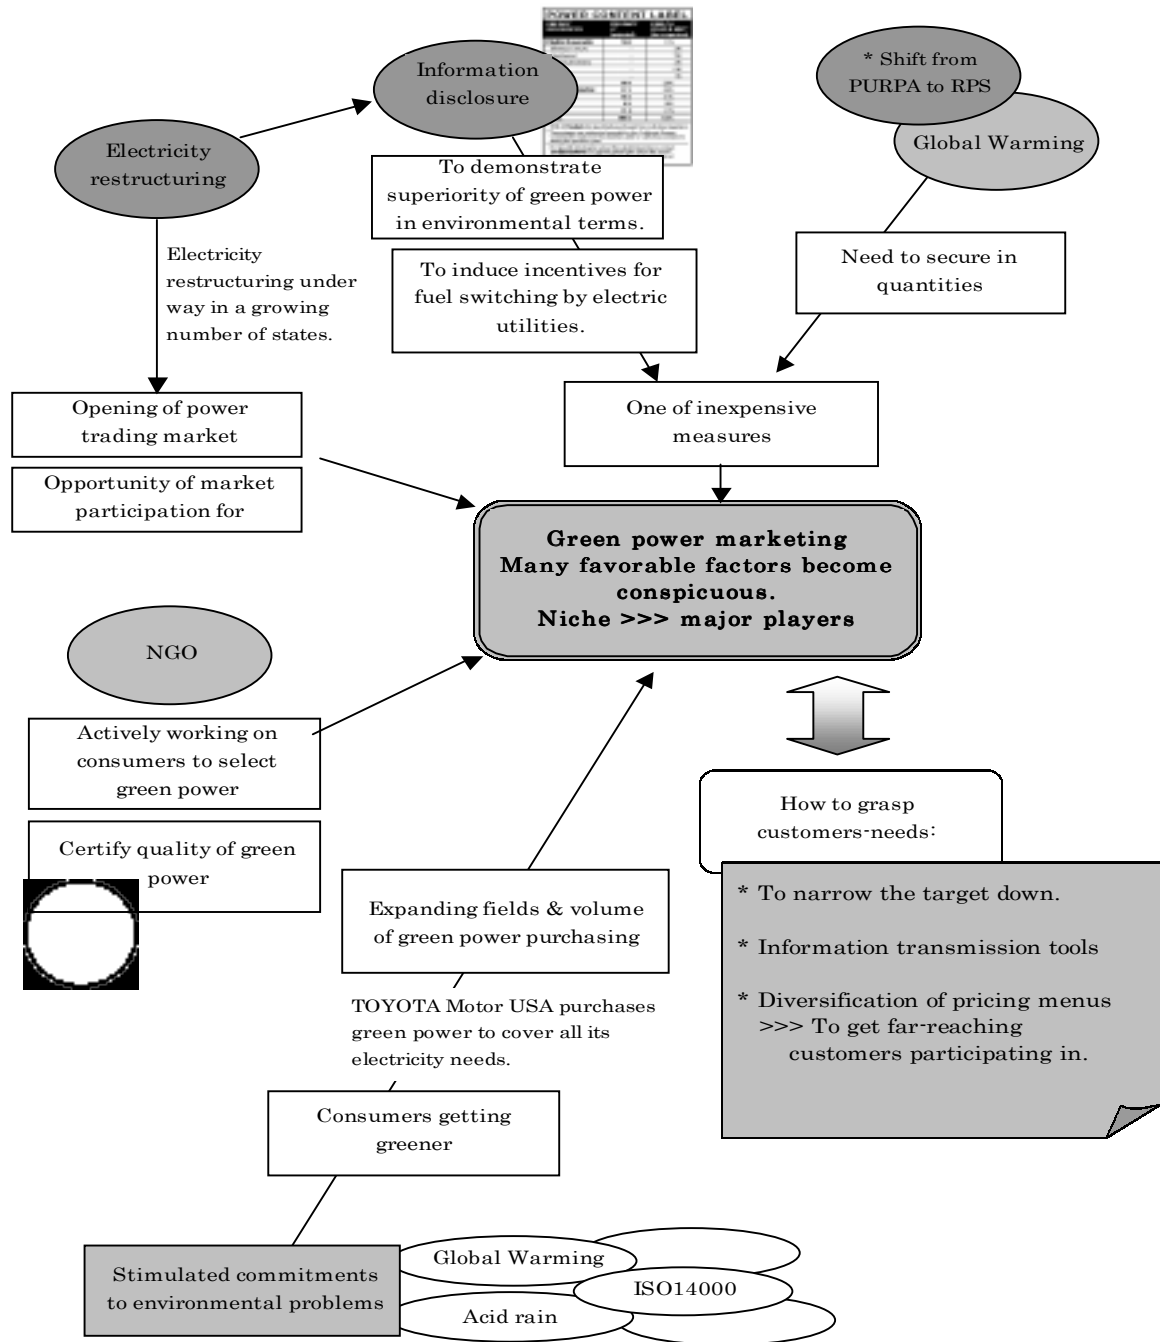 POWER CONTENT LABEL
Information
disclosure
* Shift from
PURPA to RPS
Global Warming
Electricity
restructuring
To demonstrate
superiority of green power
in environmental terms.
Electricity
restructuring under
way in a growing
number of states.
To induce incentives for
fuel switching by electric
utilities.
Need to secure in
quantities
Opening of power
trading market
One of inexpensive
measures
Opportunity of market
participation for
Green power marketing
Many favorable factors become
conspicuous.
Niche >>> major players
NGO
Actively working on
consumers to select
green power
Certify quality of green
power
How to grasp
customers-needs:
* To narrow the target down.
* Information transmission tools
* Diversification of pricing menus
>>> To get far-reaching
customers participating in.
Expanding fields & volume
of green power purchasing
TOYOTA Motor USA purchases
green power to cover all its
electricity needs.
Consumers getting
greener
Stimulated commitments
to environmental problems
Global Warming
ISO14000
Acid rain